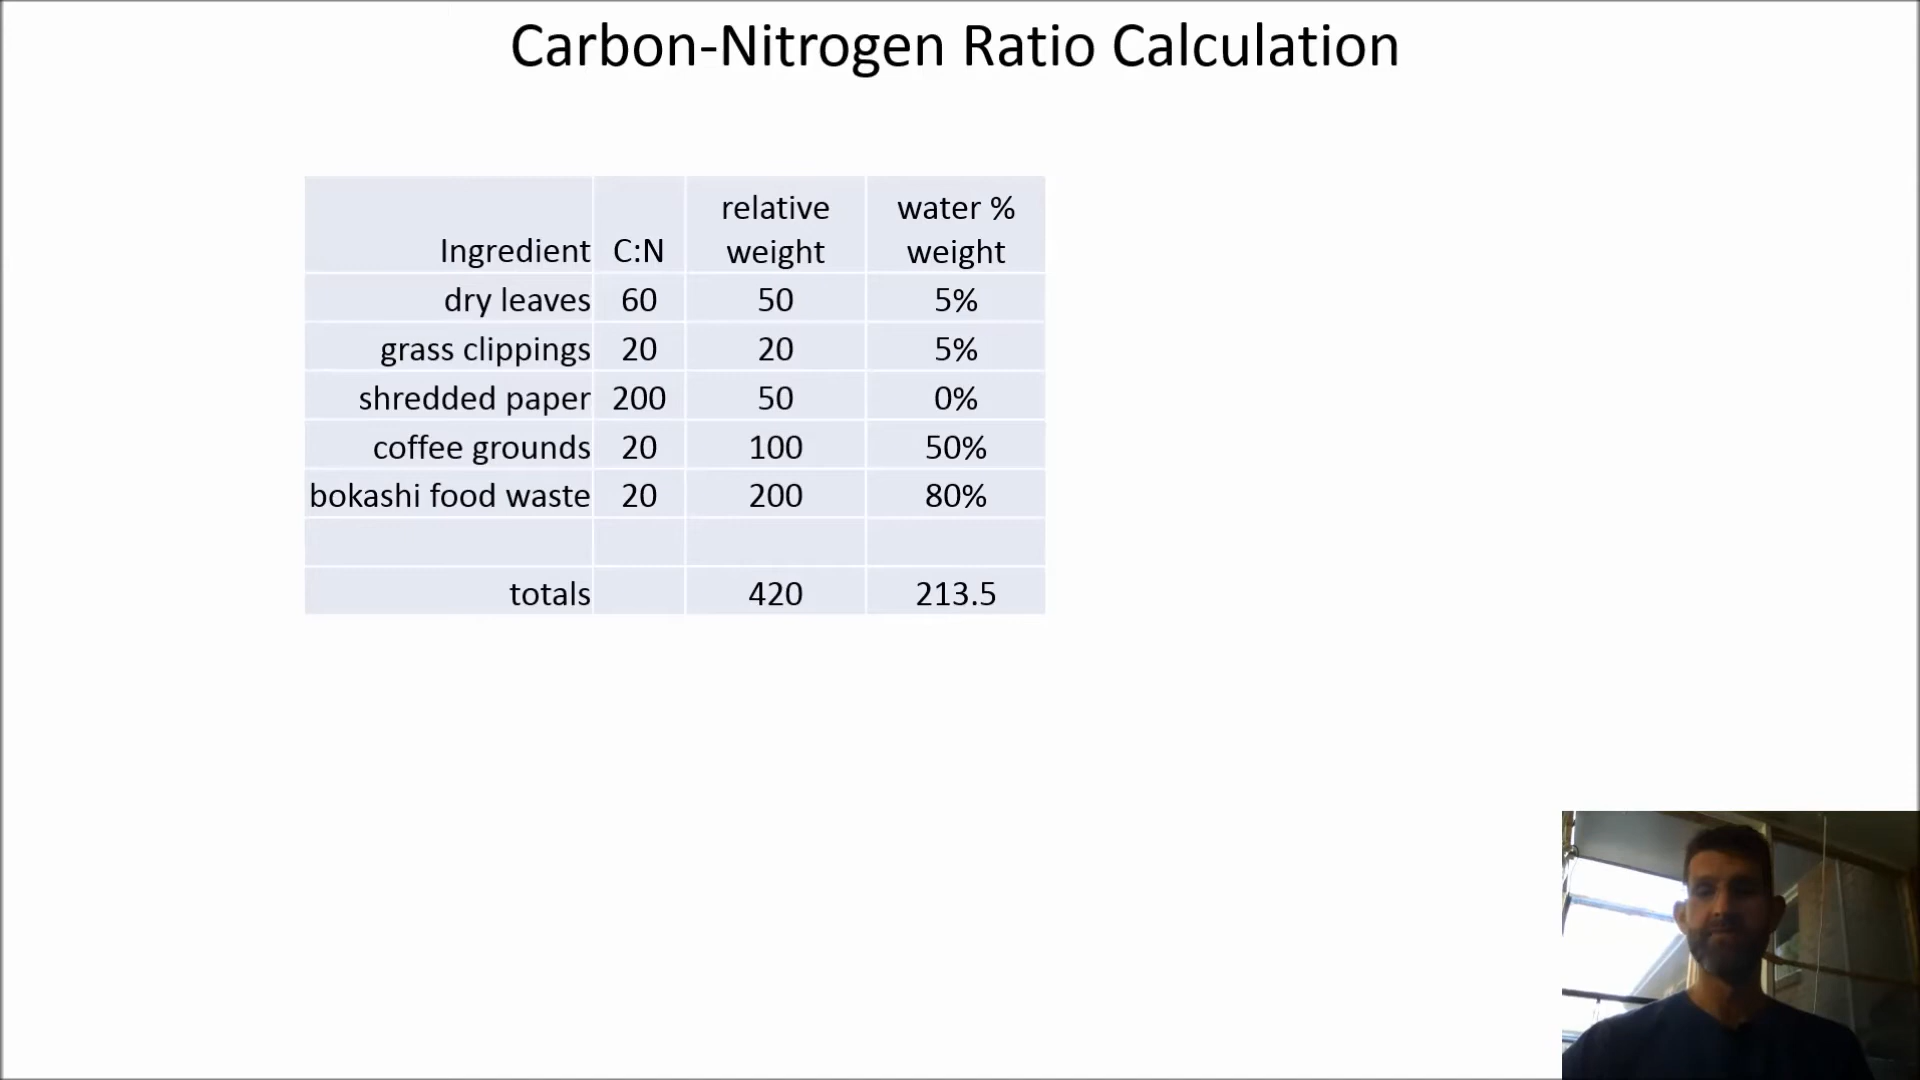 Carbon-Nitrogen Ratio Calculation
Ingredient C:N relative weight water % weight
dry leaves 60 50 5%
grass clippings 20 20 5%
shredded paper 200 50 0%
coffee grounds 20 100 50%
bokashi food waste 20 200 80%
totals 420 213.5